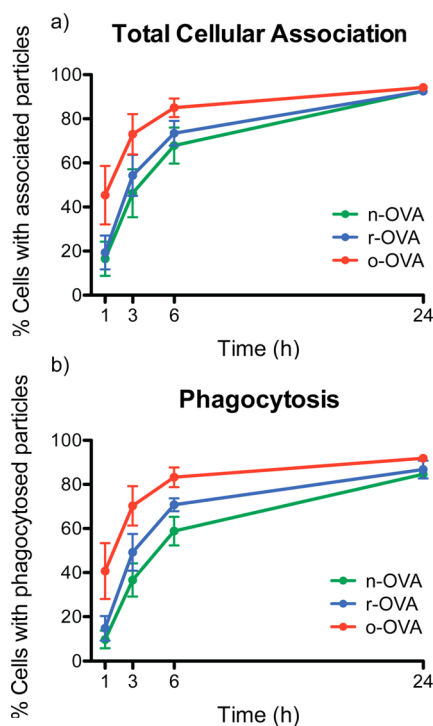 a)
Total Cellular Association
% Cells with associated particles
100
80
60
40
20
0
n-OVA
r-OVA
o-OVA
1 3 6 24
Time (h)
b)
Phagocytosis
% Cells with phagocytosed particles
100
80
60
40
20
0
n-OVA
r-OVA
o-OVA
1 3 6 24
Time (h)